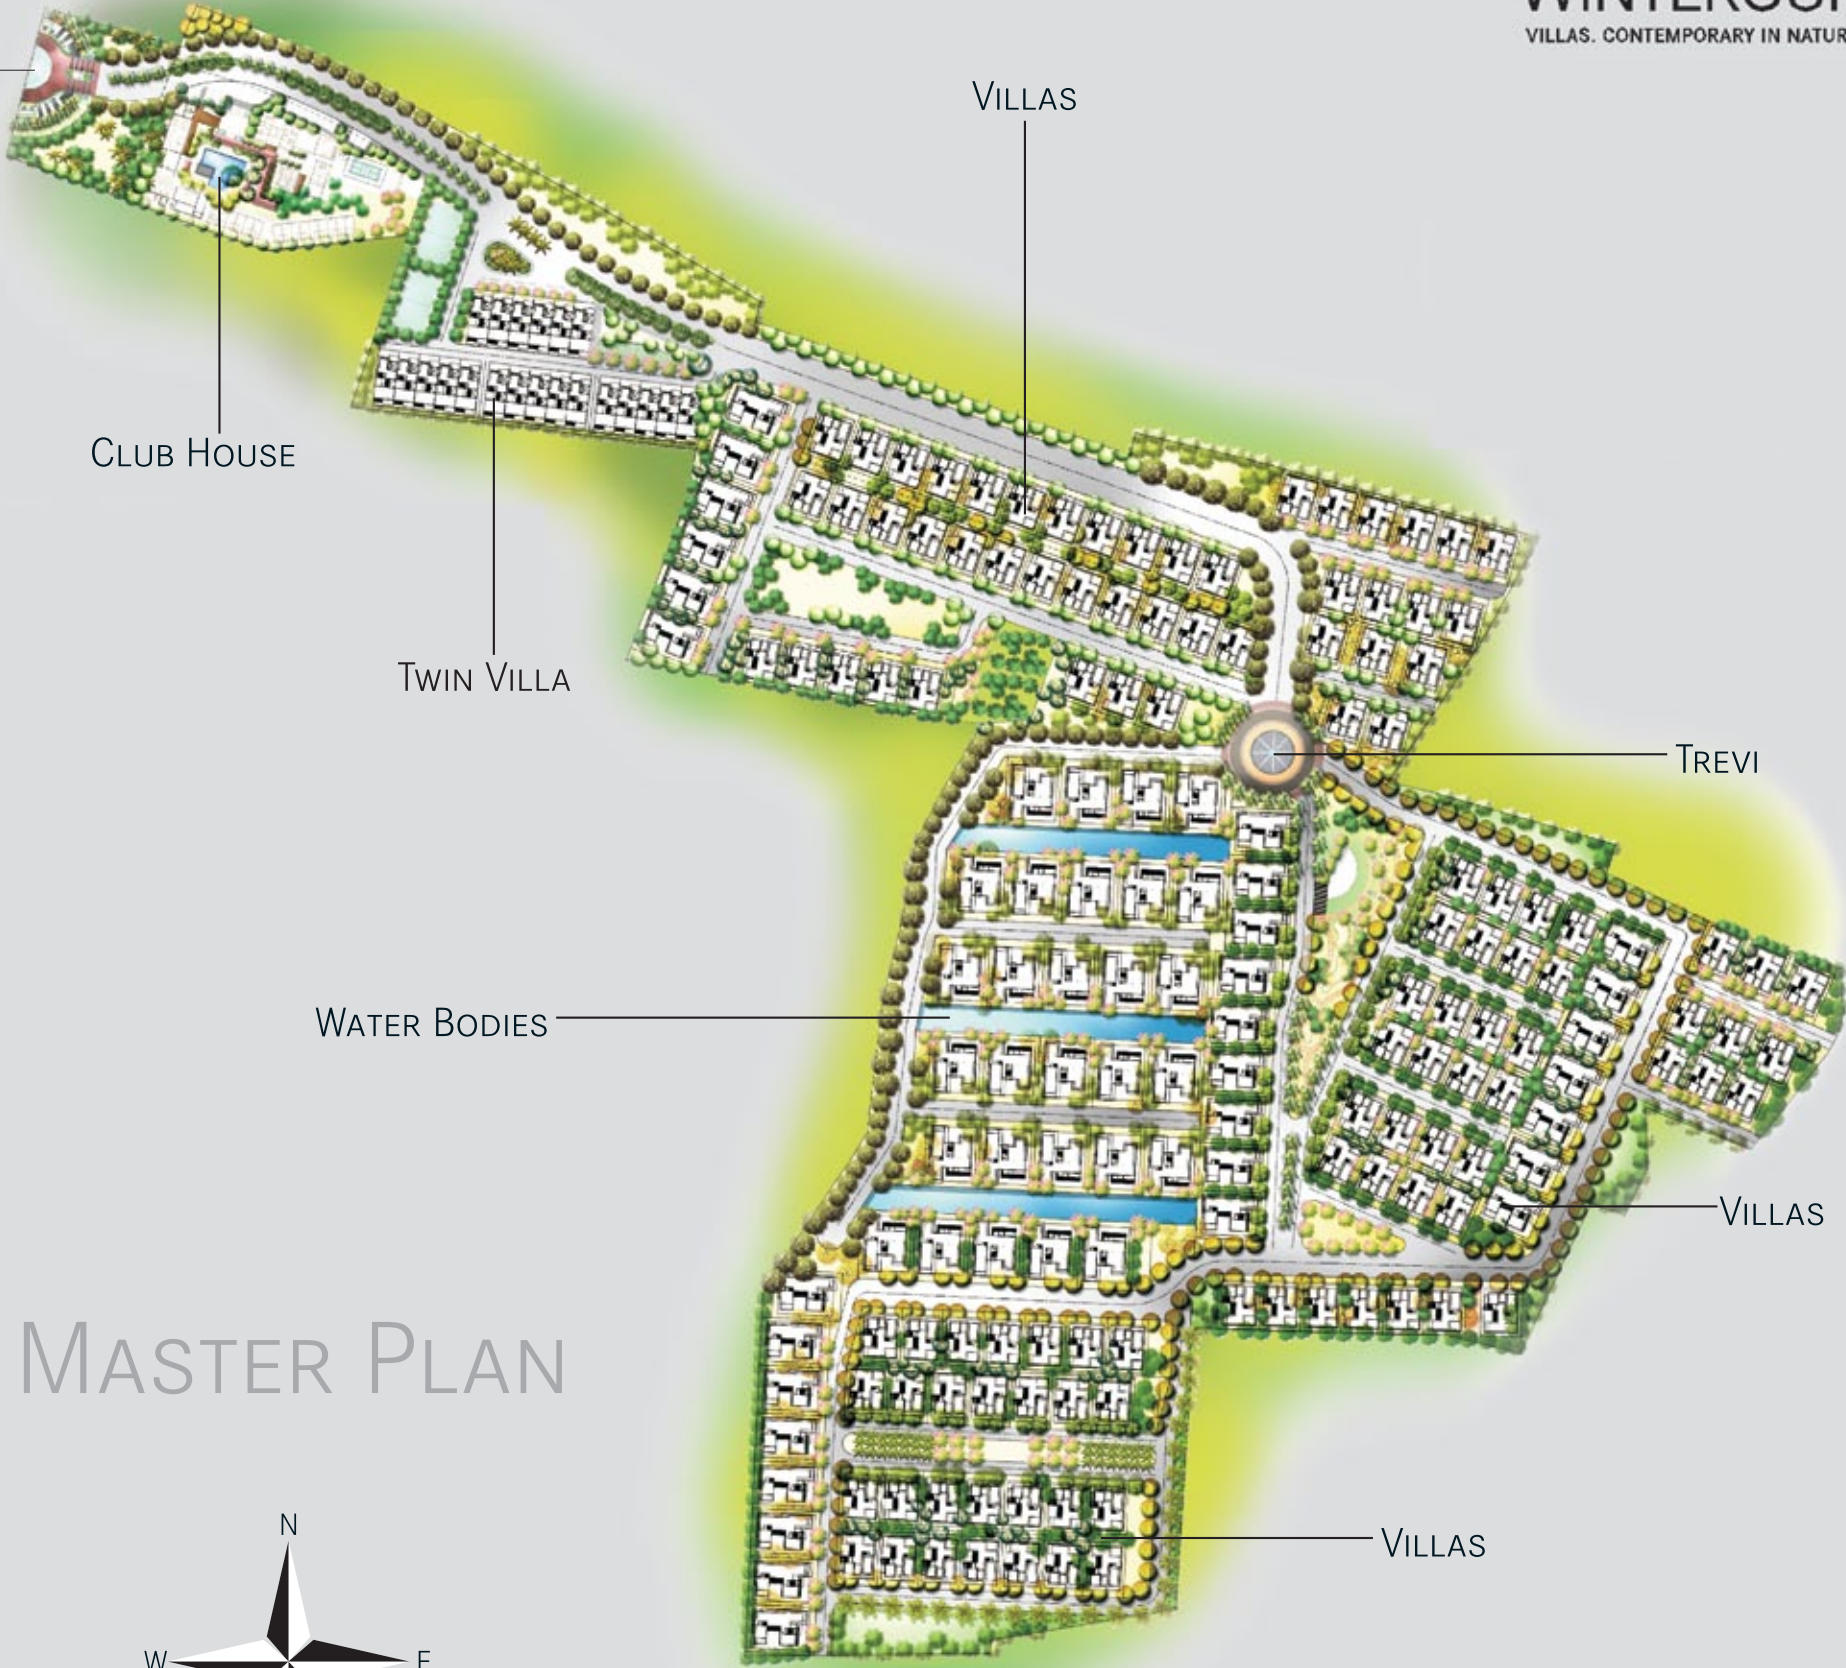 VILLAS. CONTEMPORARY IN NATUR
VILLAS
CLUB HOUSE
TWIN VILLA
TREVI
WATER BODIES
VILLAS
MASTER PLAN
VILLAS
N
W
E